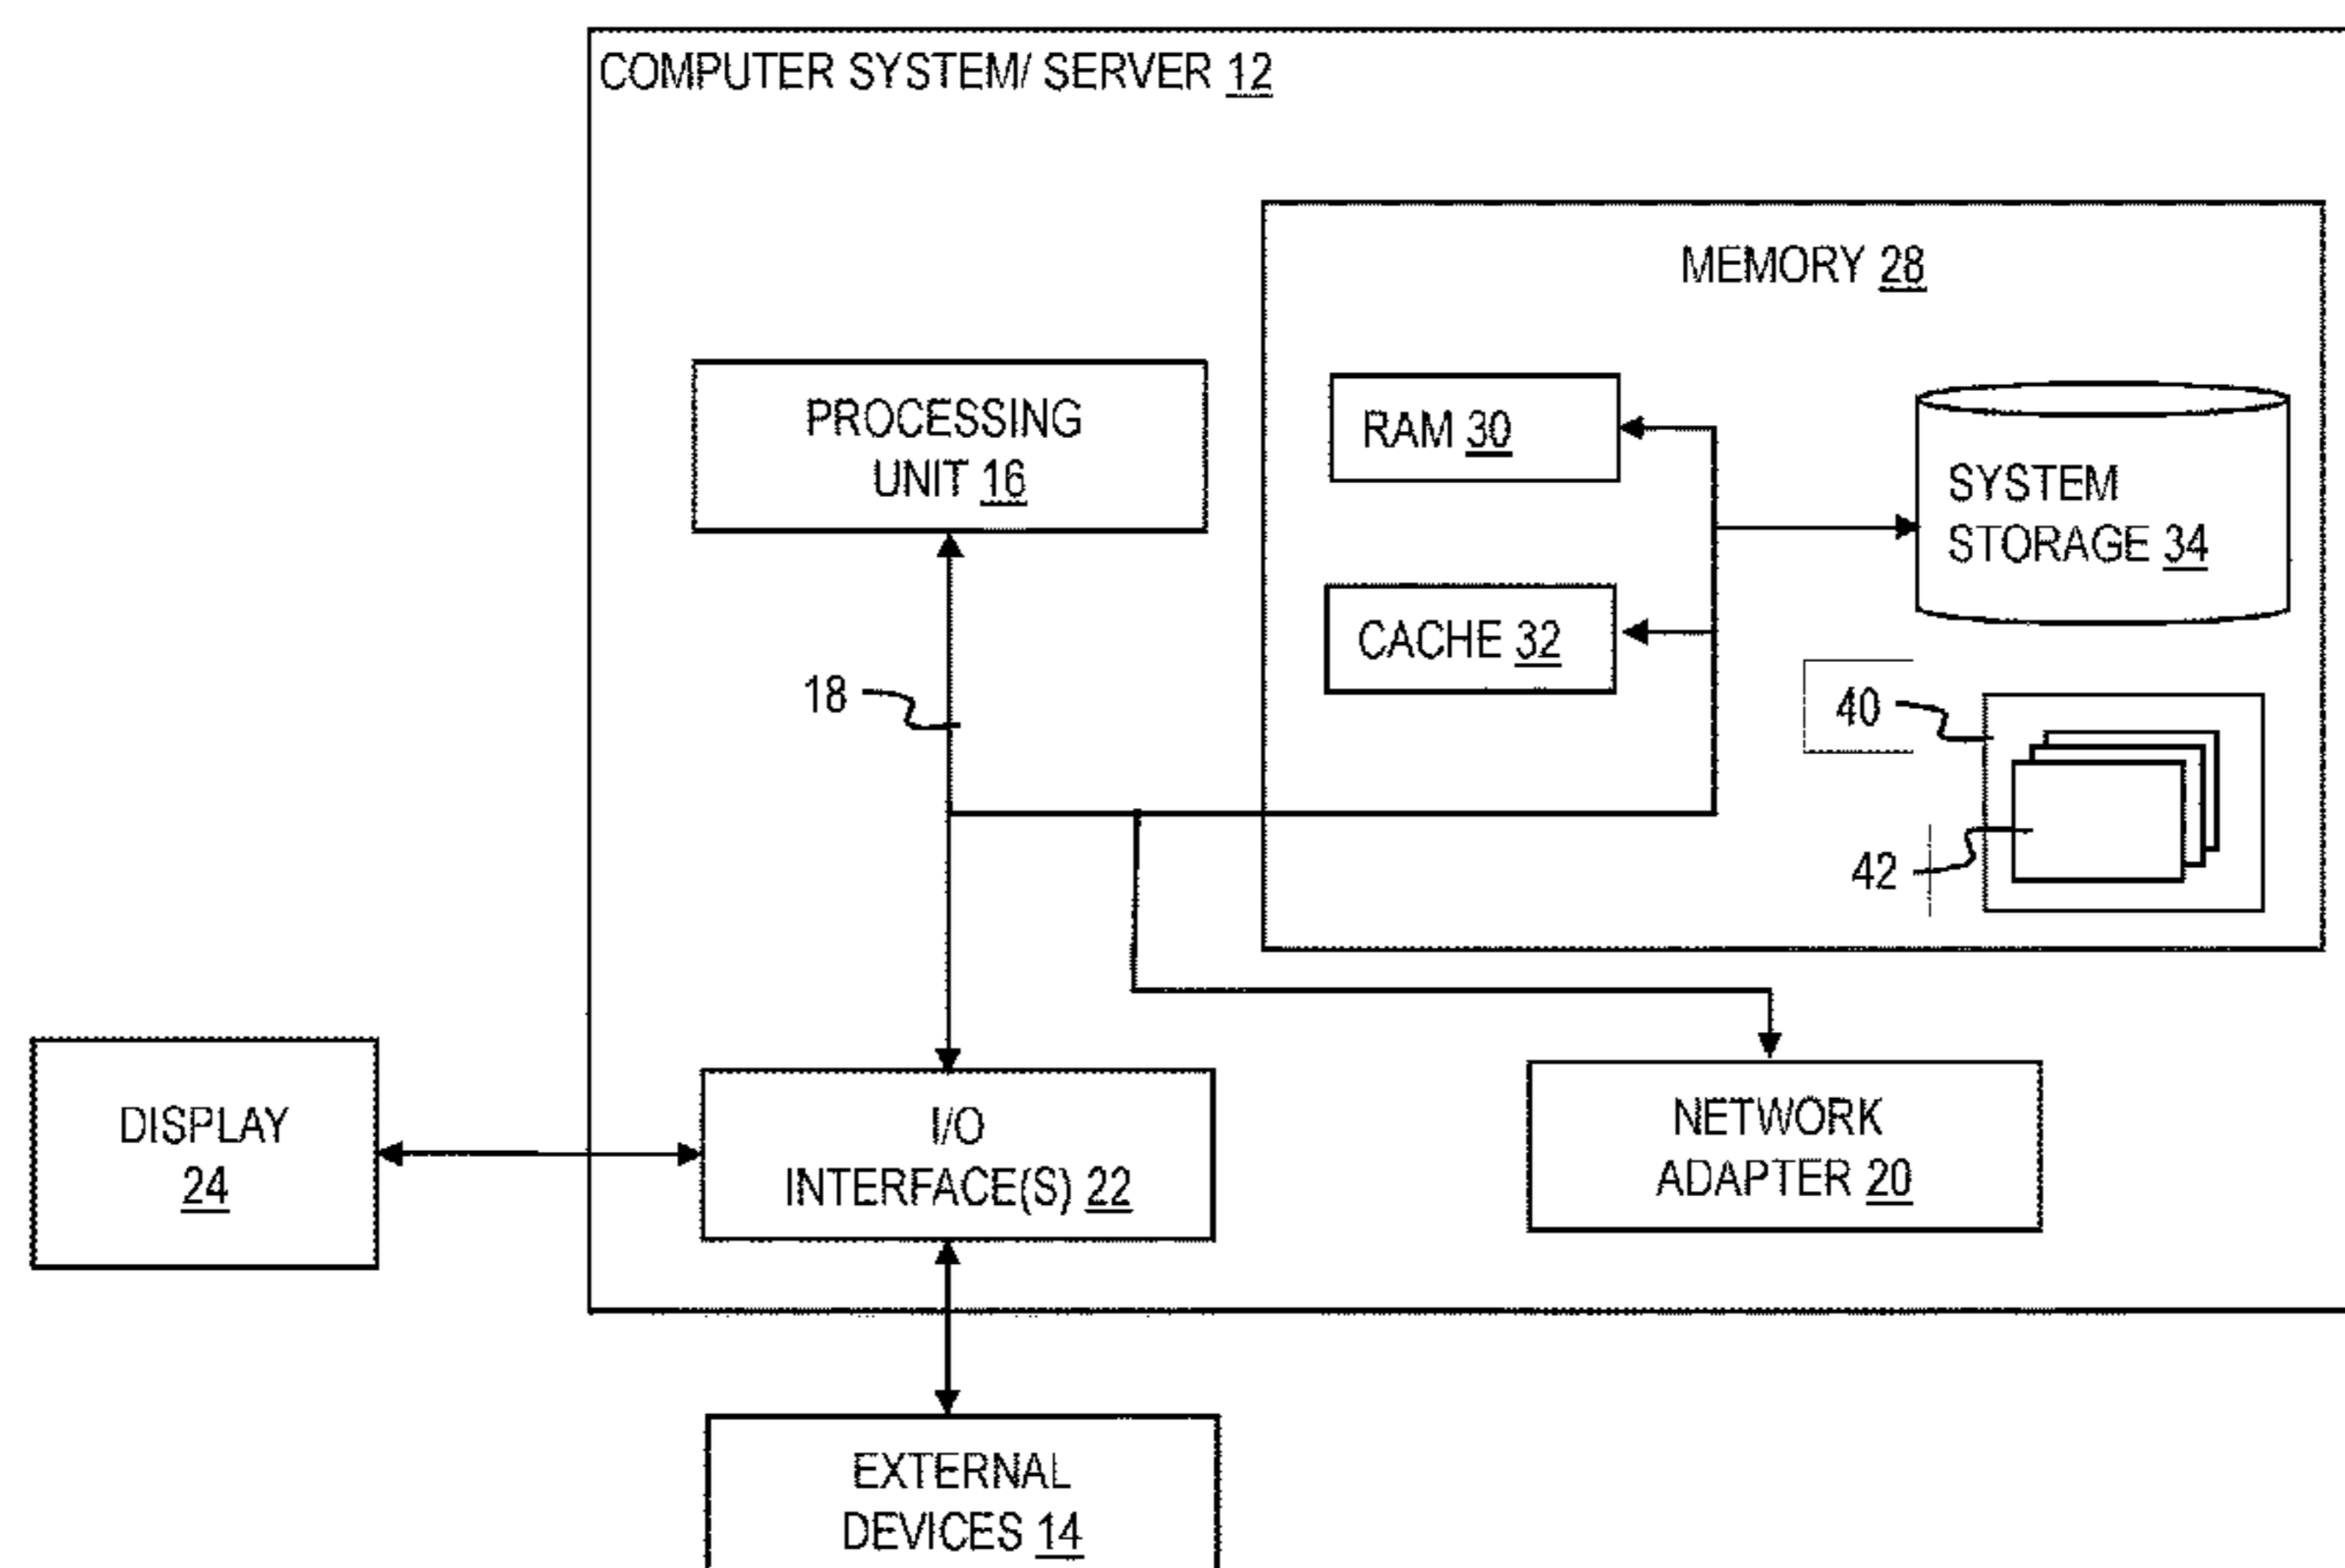 COMPUTER SYSTEM/ SERVER 12
MEMORY 28
PROCESSING
UNIT 16
RAM 30
SYSTEM
STORAGE 34
CACHE 32
18
40
42
DISPLAY
24
I/O
INTERFACE(S) 22
NETWORK
ADAPTER 20
EXTERNAL
DEVICES 14